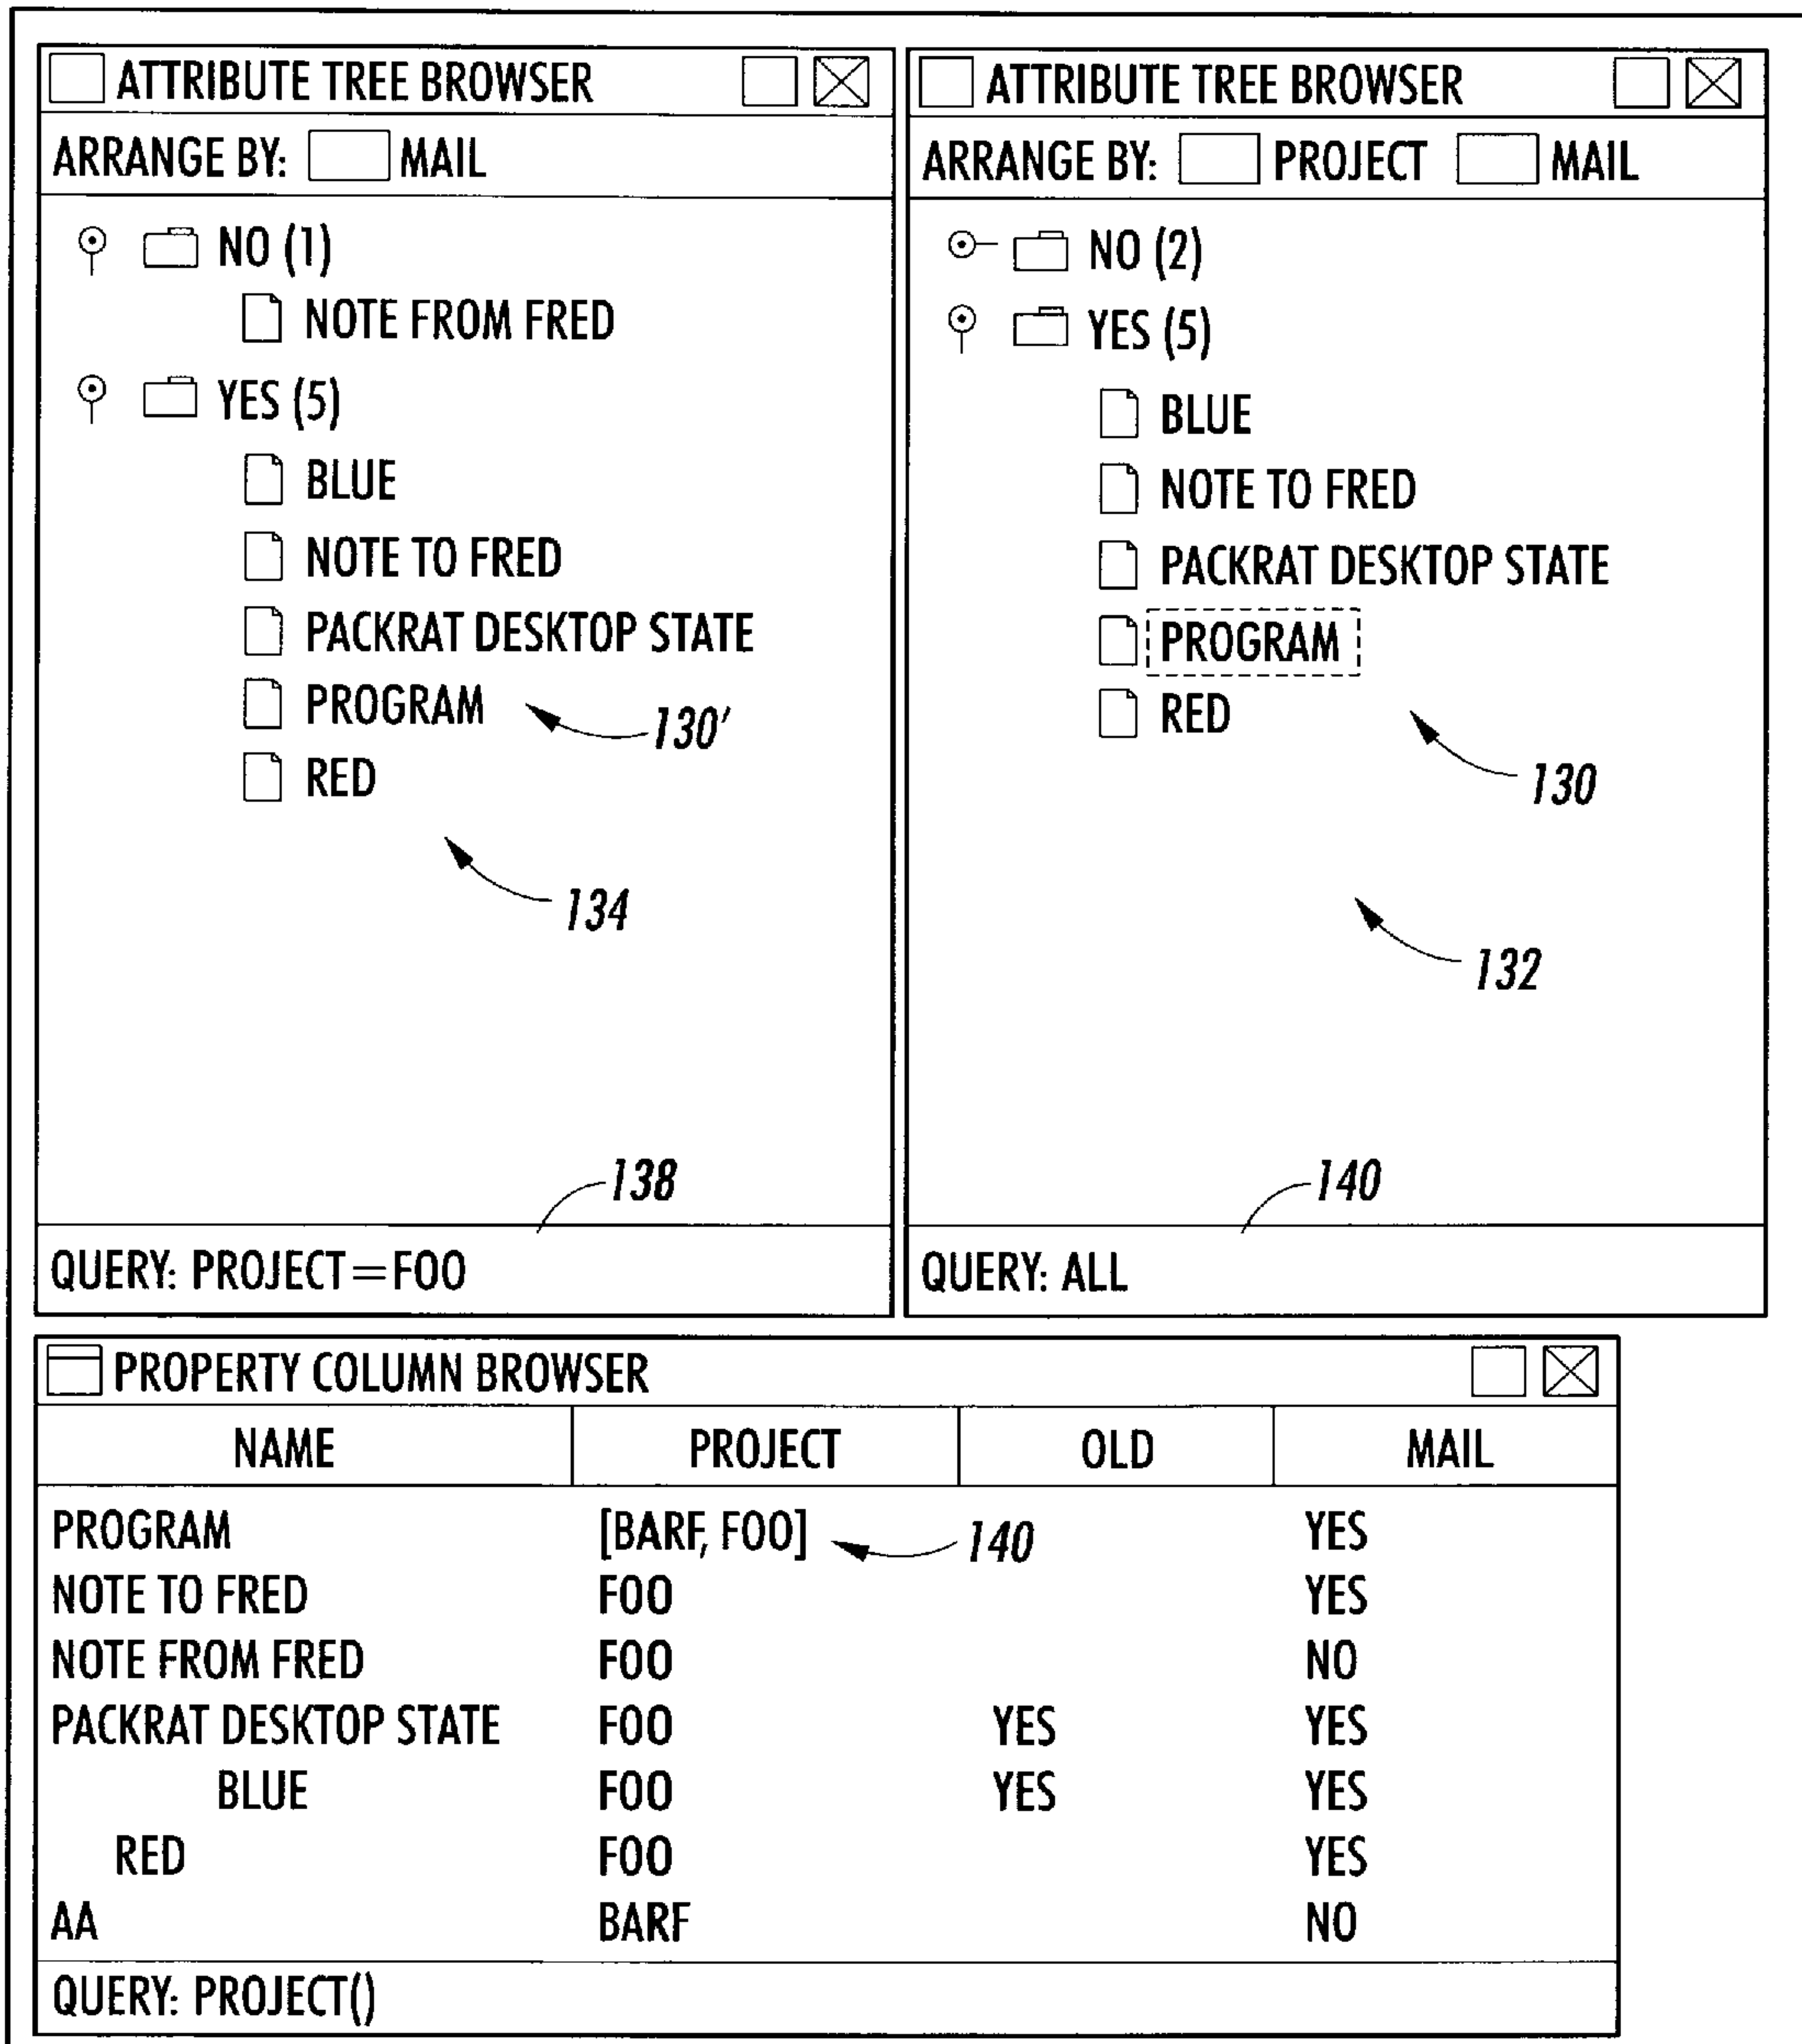 ATTRIBUTE TREE BROWSER
ARRANGE BY: MAIL
NO (1)
NOTE FROM FRED
YES (5)
BLUE
NOTE TO FRED
PACKRAT DESKTOP STATE
PROGRAM
130'
RED
134
138
QUERY: PROJECT=FOO
ATTRIBUTE TREE BROWSER
ARRANGE BY: PROJECT MAIL
NO (2)
YES (5)
BLUE
NOTE TO FRED
PACKRAT DESKTOP STATE
PROGRAM
RED
130
132
140
QUERY: ALL
PROPERTY COLUMN BROWSER
NAME PROJECT OLD MAIL
PROGRAM [BARF, FOO] 140 YES
NOTE TO FRED FOO YES
NOTE FROM FRED FOO NO
PACKRAT DESKTOP STATE FOO YES YES
BLUE FOO YES YES
RED FOO YES
AA BARF NO
QUERY: PROJECT()